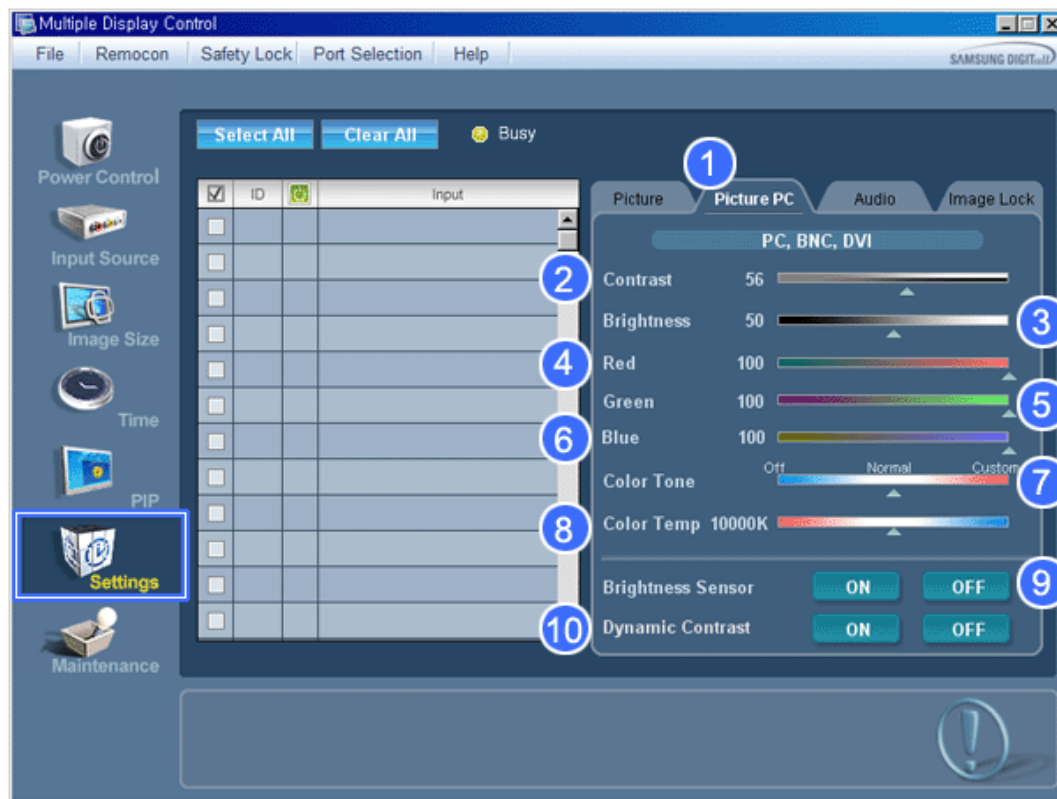 Multiple Display Control
File Remocon Safety Lock Port Selection Help
SAMSUNG DIGITall
Select All Clear All Busy
Power Control
Input Source
Image Size
Time
PIP
Settings
Maintenance
ID Input
1
Picture Picture PC Audio Image Lock
PC, BNC, DVI
2 Contrast 56
Brightness 50 3
4 Red 100
Green 100 5
6 Blue 100
Off Normal Custom
Color Tone 7
8 Color Temp 10000K
Brightness Sensor ON OFF 9
10 Dynamic Contrast ON OFF